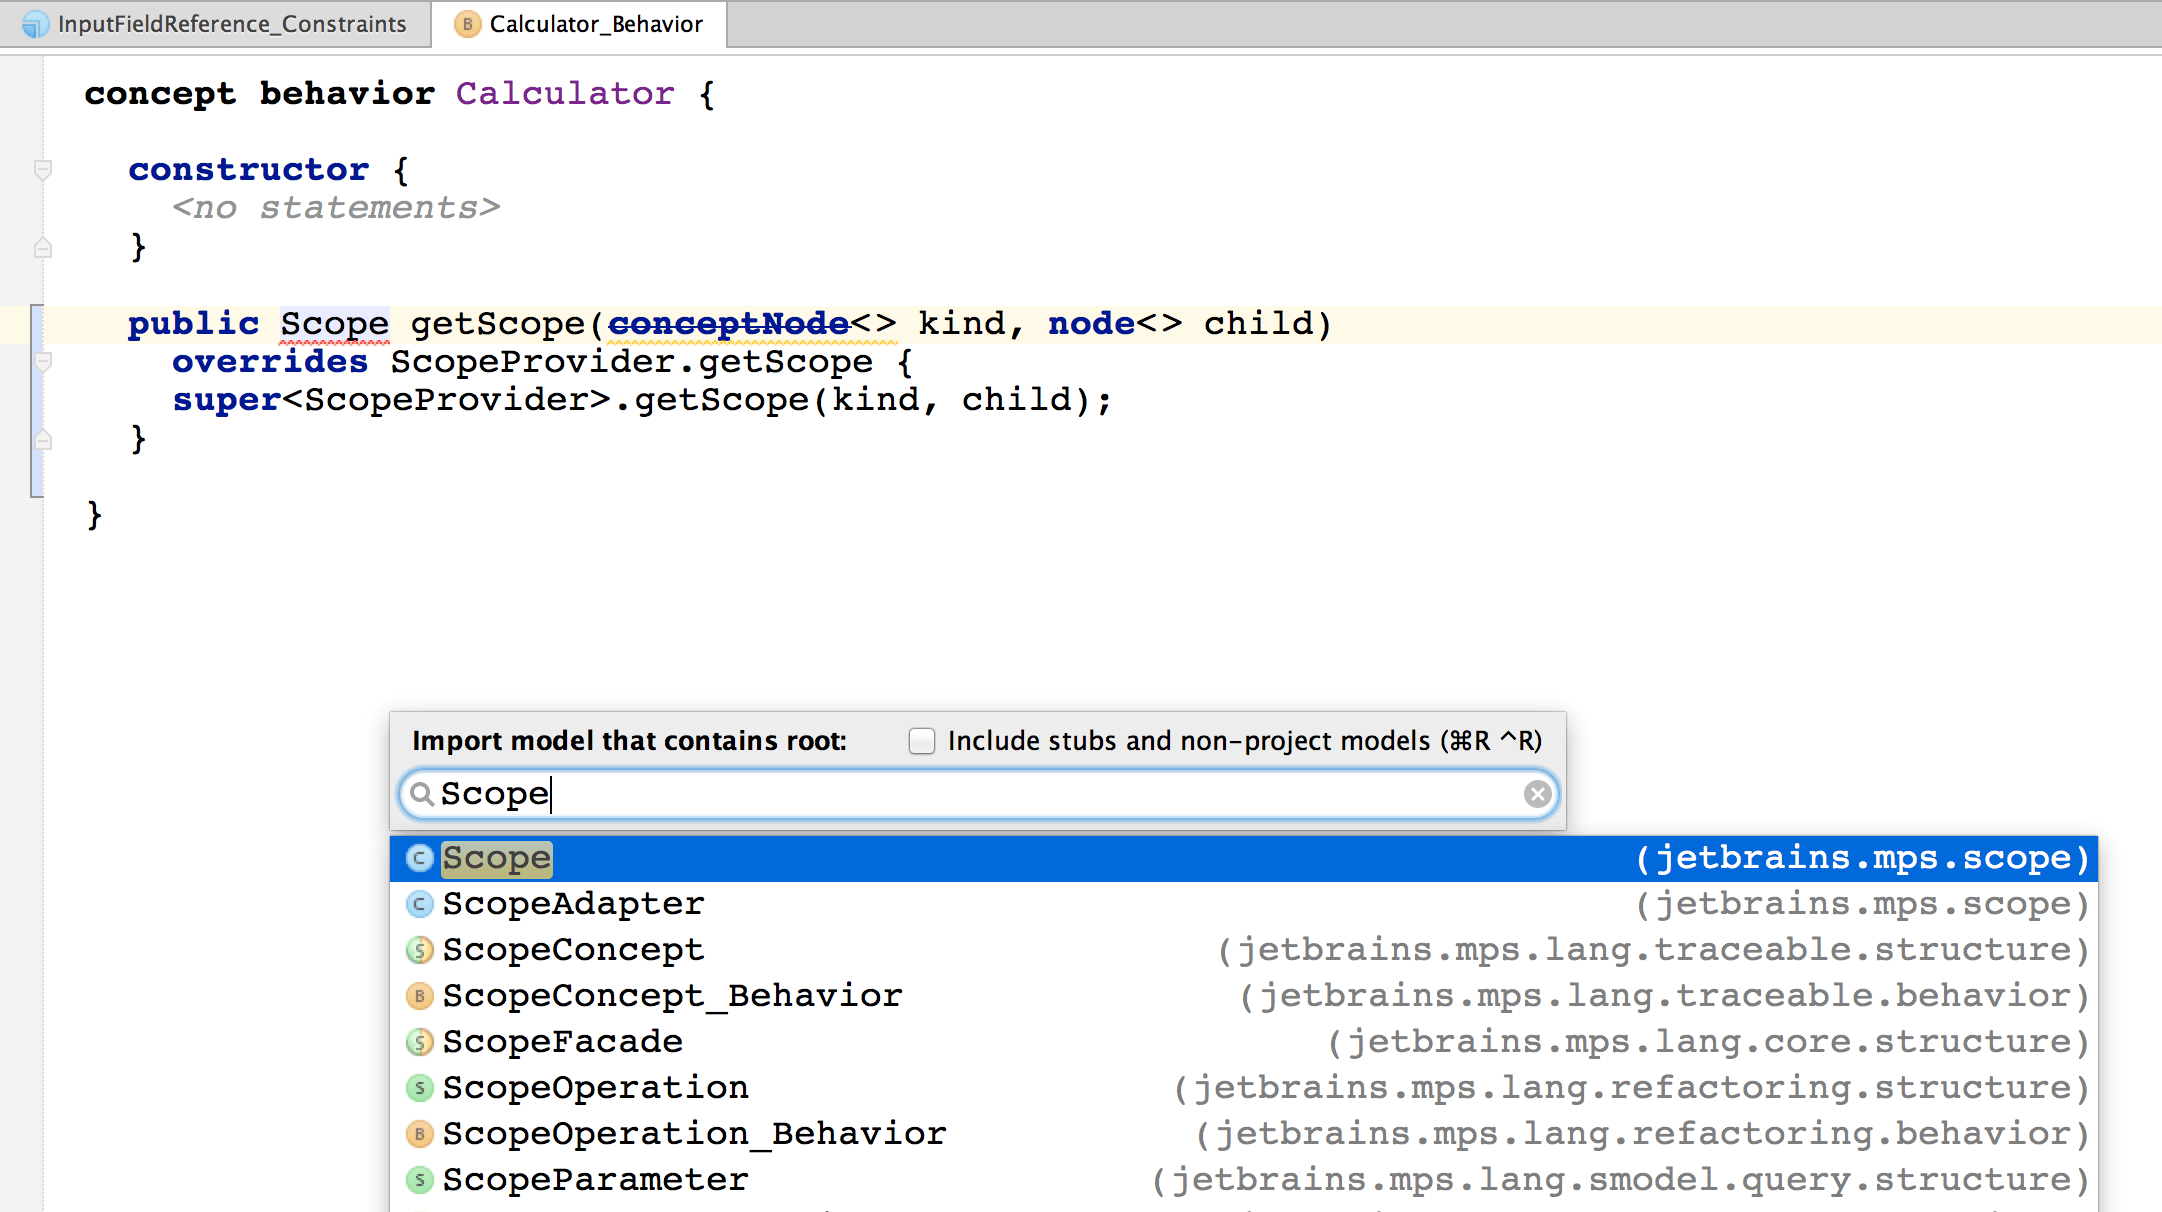 InputFieldReference_Constraints
B Calculator_Behavior
concept behavior Calculator {
constructor {
<no statements>
}
public Scope getScope(conceptNode<> kind, node<> child)
overrides ScopeProvider.getScope {
super<ScopeProvider>.getScope(kind, child);
}
}
Import model that contains root: Include stubs and non-project models (⌘R ^R)
Scope
C Scope (jetbrains.mps.scope)
C ScopeAdapter (jetbrains.mps.scope)
S ScopeConcept (jetbrains.mps.lang.traceable.structure)
B ScopeConcept_Behavior (jetbrains.mps.lang.traceable.behavior)
S ScopeFacade (jetbrains.mps.lang.core.structure)
S ScopeOperation (jetbrains.mps.lang.refactoring.structure)
B ScopeOperation_Behavior (jetbrains.mps.lang.refactoring.behavior)
S ScopeParameter (jetbrains.mps.lang.smodel.query.structure)